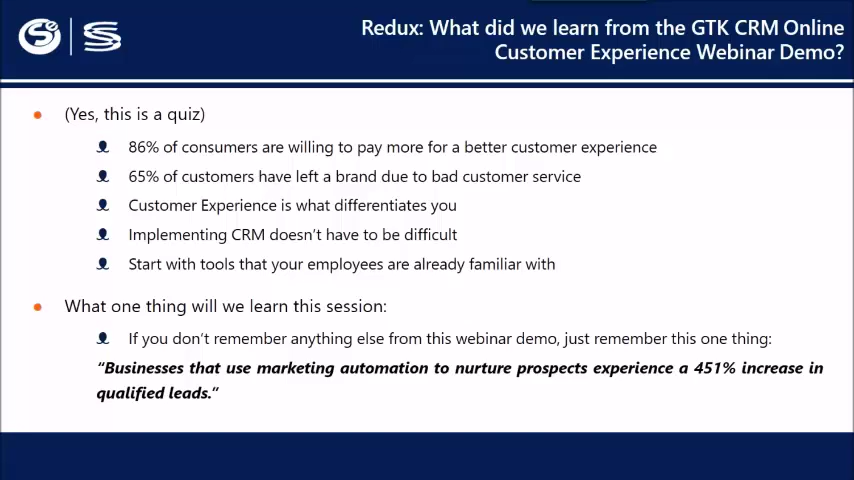 Redux: What did we learn from the GTK CRM Online
Customer Experience Webinar Demo?
(Yes, this is a quiz)
86% of consumers are willing to pay more for a better customer experience
65% of customers have left a brand due to bad customer service
Customer Experience is what differentiates you
Implementing CRM doesn’t have to be difficult
Start with tools that your employees are already familiar with
What one thing will we learn this session:
If you don’t remember anything else from this webinar demo, just remember this one thing:
“Businesses that use marketing automation to nurture prospects experience a 451% increase in
qualified leads.”